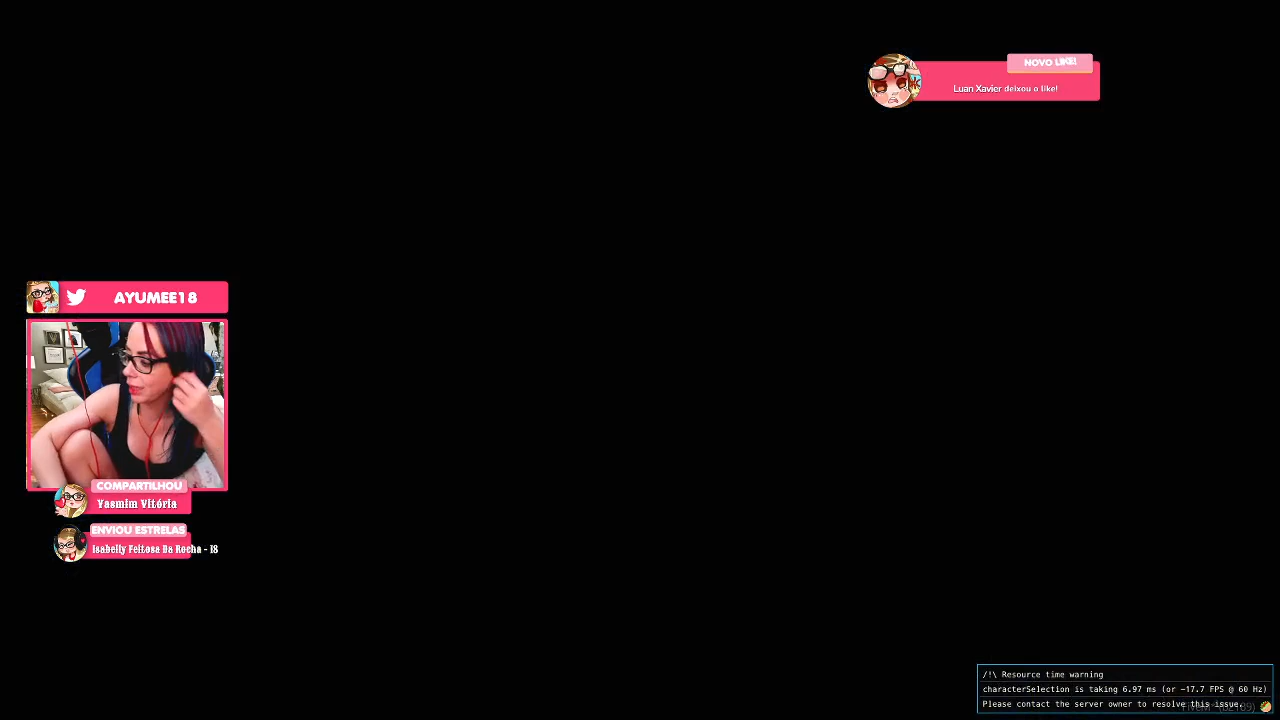 NOVO LIKE!
Luan Xavier deixou o like!
AYUMEE18
COMPARTILHOU
Yasmim Vitória
ENVIOU ESTRELAS
Isabelly Feitosa Da Rocha - 18
/!\ Resource time warning
characterSelection is taking 6.97 ms (or -17.7 FPS @ 60 Hz)
Please contact the server owner to resolve this issue.